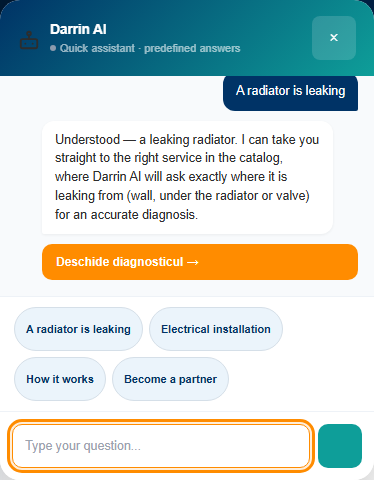 Darrin AI
Quick assistant · predefined answers
×
A radiator is leaking
Understood — a leaking radiator. I can take you
straight to the right service in the catalog,
where Darrin AI will ask exactly where it is
leaking from (wall, under the radiator or valve)
for an accurate diagnosis.
Deschide diagnosticul →
A radiator is leaking
Electrical installation
How it works
Become a partner
Type your question...